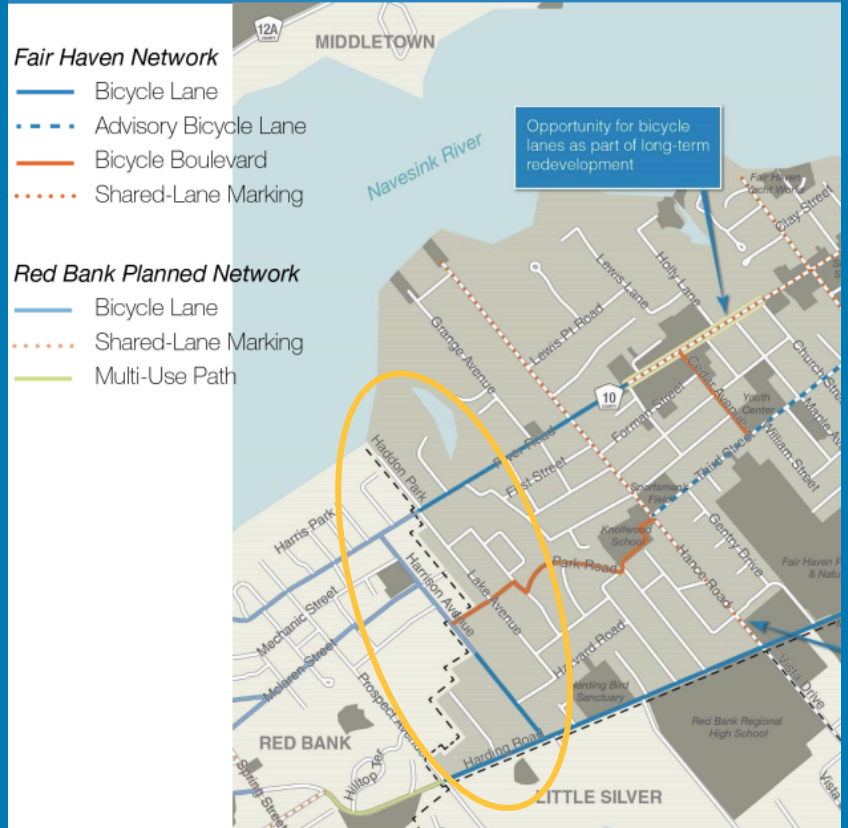 Fair Haven Network
Bicycle Lane
Advisory Bicycle Lane
Bicycle Boulevard
Shared-Lane Marking
Red Bank Planned Network
Bicycle Lane
Shared-Lane Marking
Multi-Use Path
12A
COUNTY
MIDDLETOWN
Navesink River
Opportunity for bicycle
lanes as part of long-term
redevelopment
Fair Haven
Yacht Works
Clay Street
Holly Lane
Lewis Lane
Lewis Pt Road
Grange Avenue
10
COUNTY
Forman Street
Cedar Avenue
Youth
Center
Church Stre
Maple Av
William Street
Third Street
River Road
First Street
Sportsman's
Field
Knollwood
School
Gentry Drive
Fair Haven F
& Natu
Haddon Park
Harris Park
Park Road
Hance Road
Harrison Avenue
Lake Avenue
Mechanic Street
Mclaren Street
Harvard Road
Harding Bird
Sanctuary
Vista Drive
Prospect Avenue
Red Bank Regional
High School
RED BANK
Harding Road
Hilltop Ter
Spring Street
LITTLE SILVER
Vista